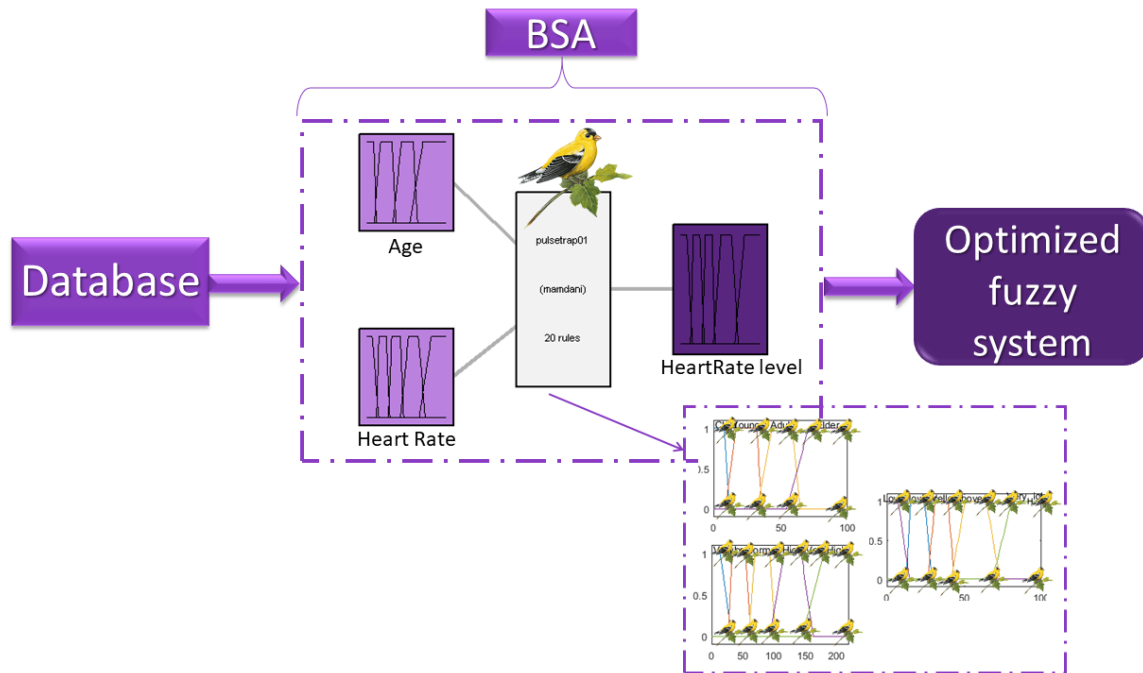 BSA
Database
Age
Heart Rate
pulsetrap01
(mamdani)
20 rules
HeartRate level
Optimized
fuzzy
system
1
0.5
0
0 50 100
1
0.5
0
0 50 100
1
0.5
0
0 50 100 150 200